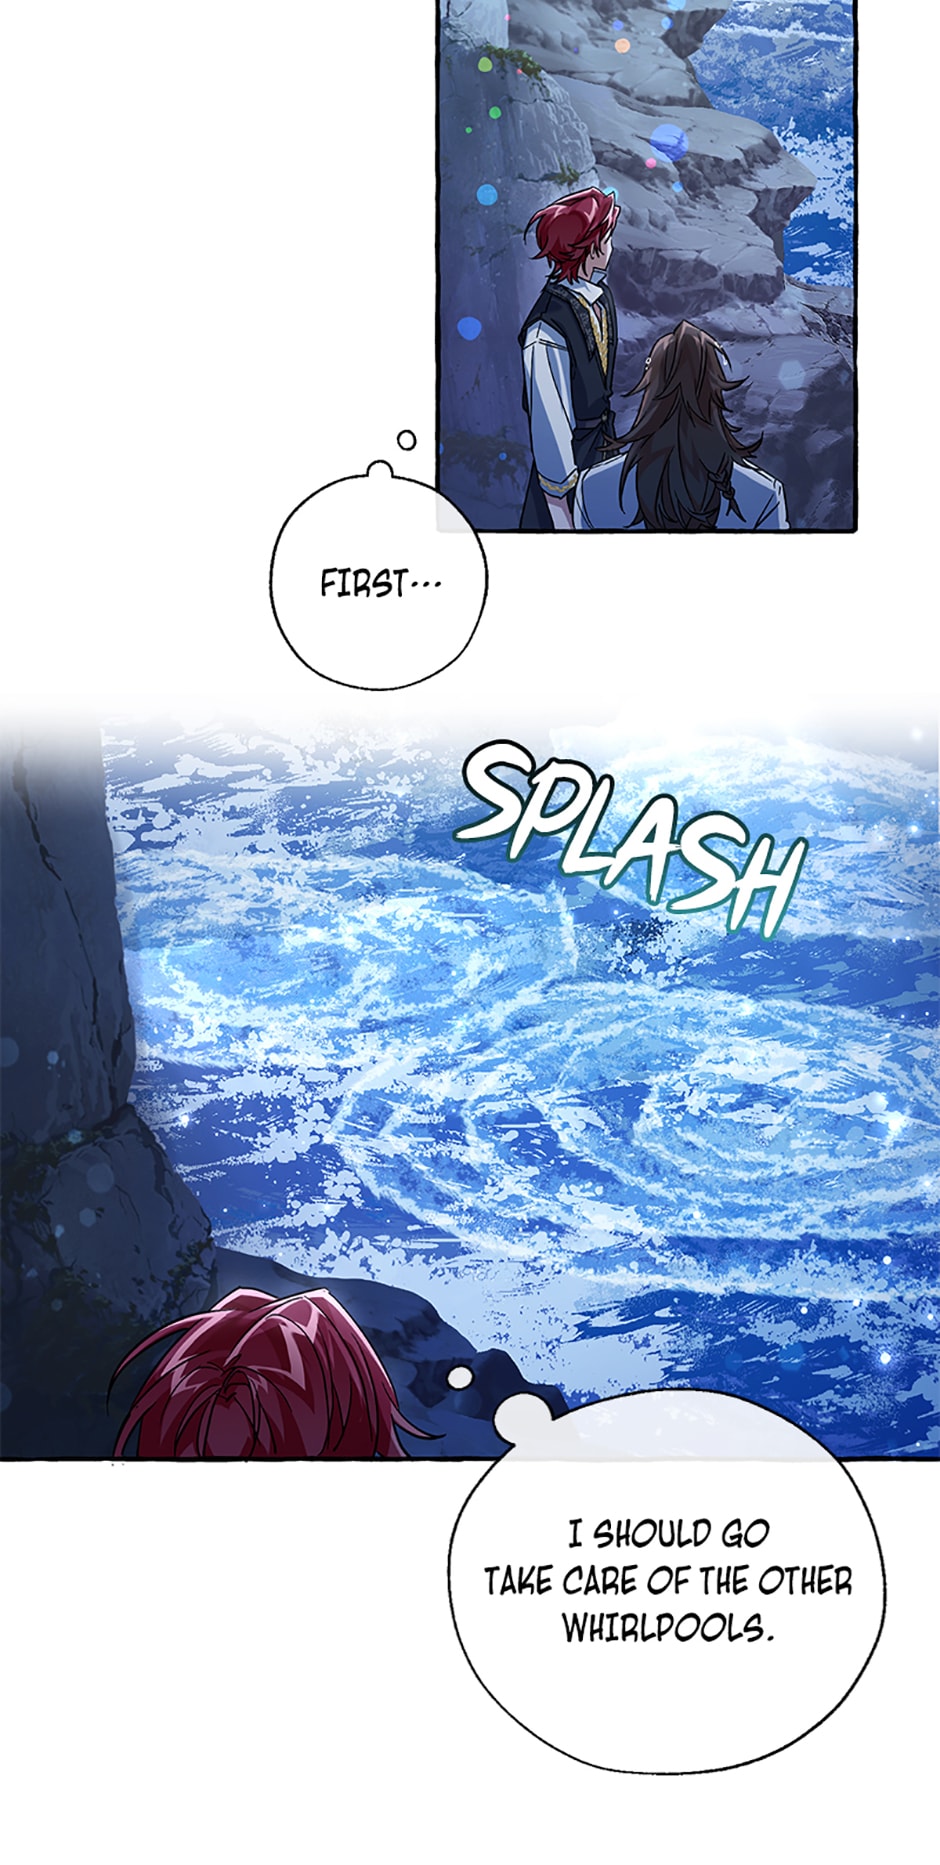 FIRST...
SPLASH
I SHOULD GO
TAKE CARE OF THE OTHER
WHIRLPOOLS.